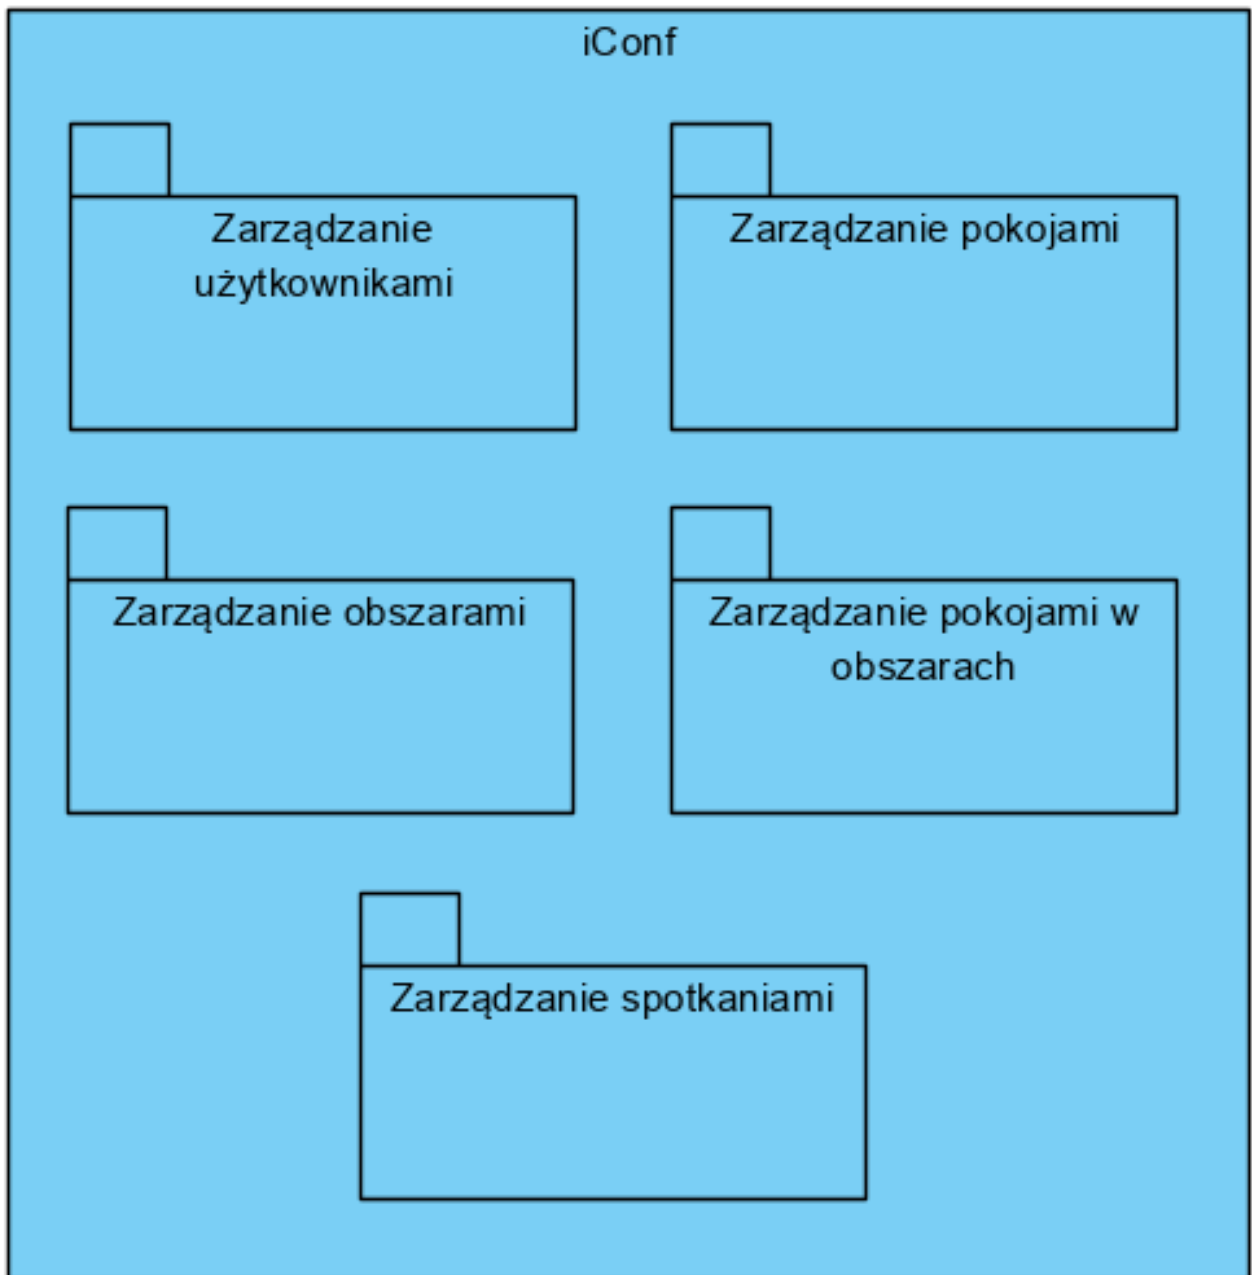 iConf
Zarządzanie
użytkownikami
Zarządzanie pokojami
Zarządzanie obszarami
Zarządzanie pokojami w
obszarach
Zarządzanie spotkaniami